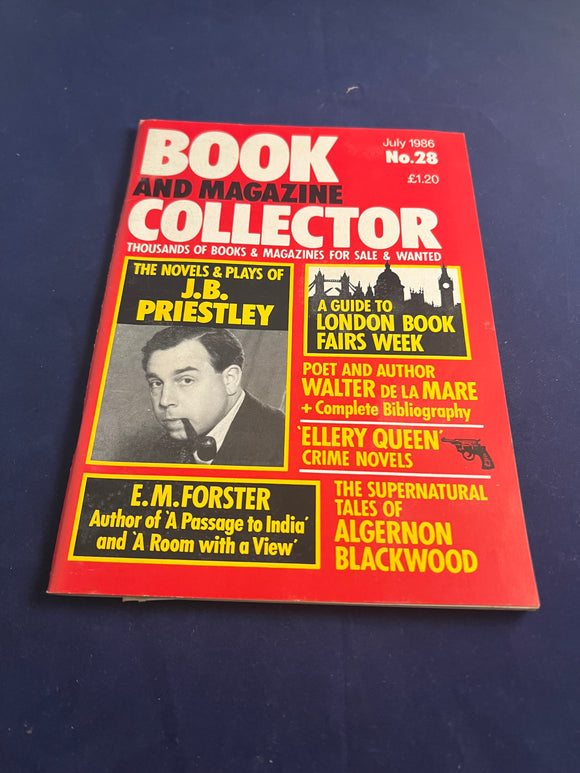 BOOK
AND MAGAZINE
COLLECTOR
July 1986
No.28
£1.20
THOUSANDS OF BOOKS & MAGAZINES FOR SALE & WANTED
THE NOVELS & PLAYS OF
J.B.
PRIESTLEY
A GUIDE TO
LONDON BOOK
FAIRS WEEK
POET AND AUTHOR
WALTER DE LA MARE
+ Complete Bibliography
'ELLERY QUEEN'
CRIME NOVELS
E.M.FORSTER
Author of 'A Passage to India'
and 'A Room with a View'
THE SUPERNATURAL
TALES OF
ALGERNON
BLACKWOOD